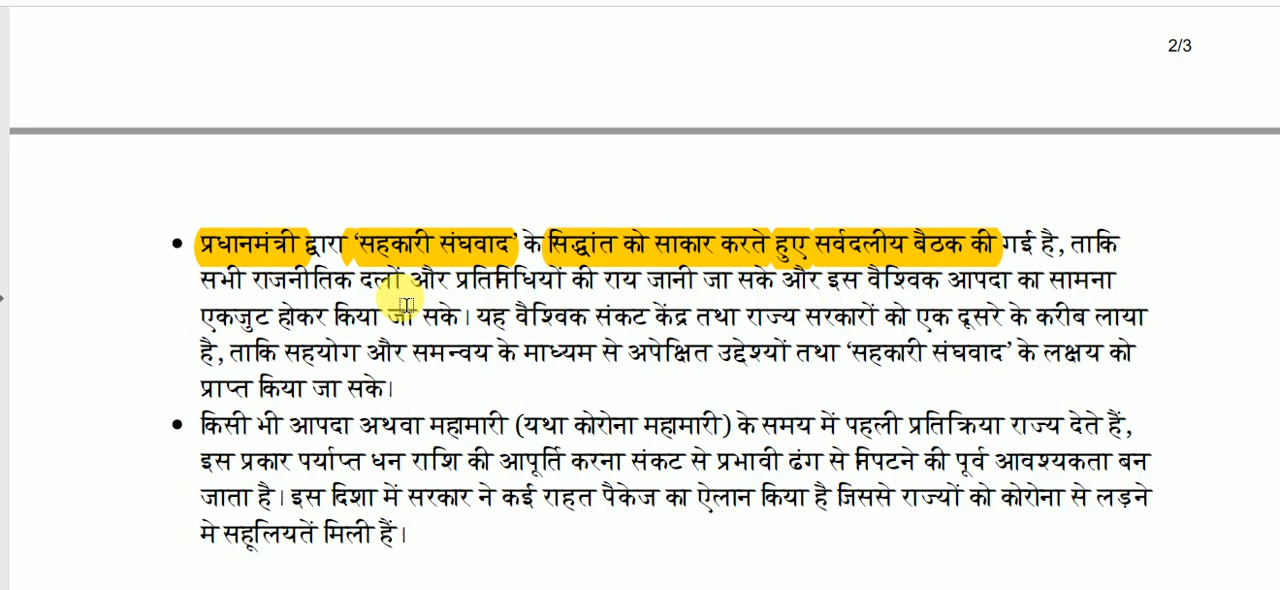 2/3
• प्रधानमंत्री द्वारा ‘सहकारी संघवाद’ के सिद्धांत को साकार करते हुए सर्वदलीय बैठक की गई है, ताकि
सभी राजनीतिक दलों और प्रतिनिधियों की राय जानी जा सके और इस वैश्विक आपदा का सामना
एकजुट होकर किया जा सके। यह वैश्विक संकट केंद्र तथा राज्य सरकारों को एक दूसरे के करीब लाया
है, ताकि सहयोग और समन्वय के माध्यम से अपेक्षित उद्देश्यों तथा ‘सहकारी संघवाद’ के लक्षय को
प्राप्त किया जा सके।
• किसी भी आपदा अथवा महामारी (यथा कोरोना महामारी) के समय में पहली प्रतिक्रिया राज्य देते हैं,
इस प्रकार पर्याप्त धन राशि की आपूर्ति करना संकट से प्रभावी ढंग से निपटने की पूर्व आवश्यकता बन
जाता है। इस दिशा में सरकार ने कई राहत पैकेज का ऐलान किया है जिससे राज्यों को कोरोना से लड़ने
मे सहूलियतें मिली हैं।